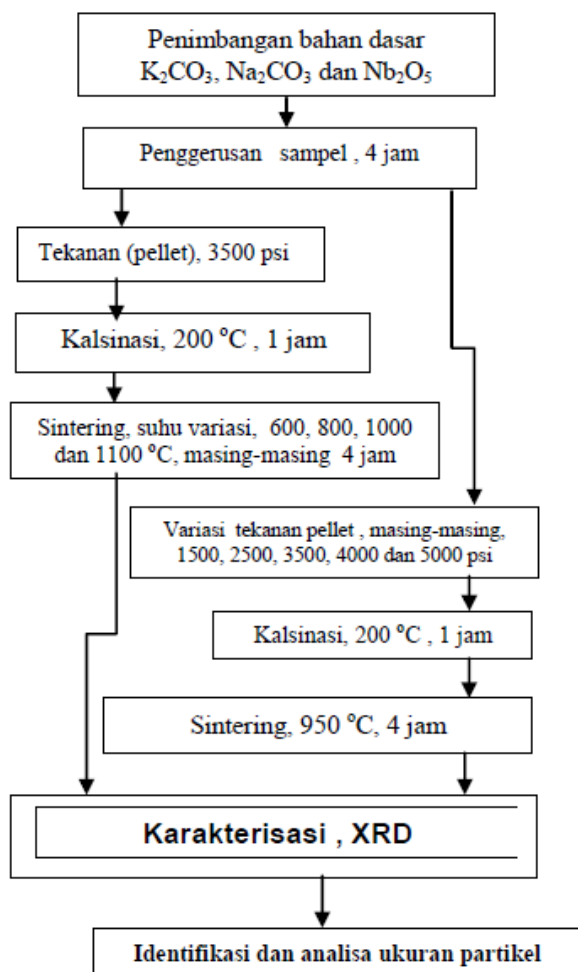 Penimbangan bahan dasar
K₂CO₃, Na₂CO₃ dan Nb₂O₅
Penggerusan sampel , 4 jam
Tekanan (pellet), 3500 psi
Kalsinasi, 200 °C , 1 jam
Sintering, suhu variasi, 600, 800, 1000
dan 1100 °C, masing-masing 4 jam
Variasi tekanan pellet , masing-masing,
1500, 2500, 3500, 4000 dan 5000 psi
Kalsinasi, 200 °C , 1 jam
Sintering, 950 °C, 4 jam
Karakterisasi , XRD
Identifikasi dan analisa ukuran partikel